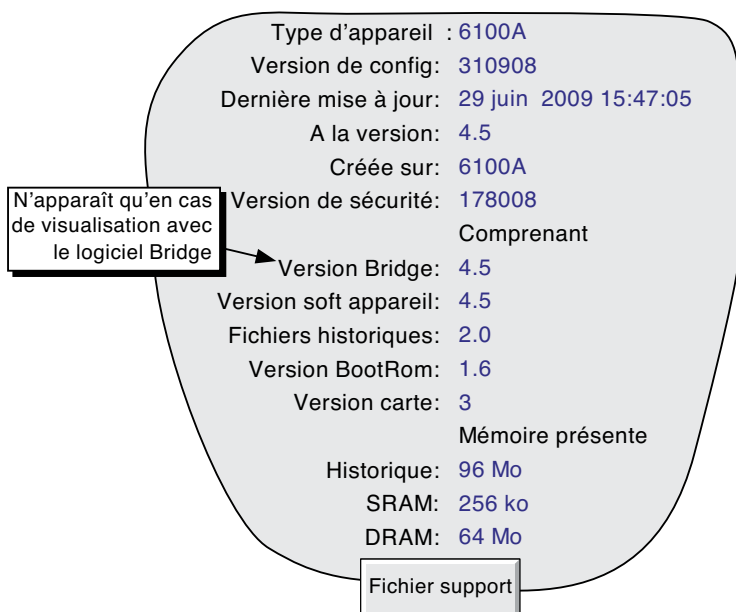 Type d'appareil : 6100A
Version de config: 310908
Dernière mise à jour: 29 juin 2009 15:47:05
A la version: 4.5
Créée sur: 6100A
Version de sécurité: 178008
Comprenant
N'apparaît qu'en cas
de visualisation avec
le logiciel Bridge
Version Bridge: 4.5
Version soft appareil: 4.5
Fichiers historiques: 2.0
Version BootRom: 1.6
Version carte: 3
Mémoire présente
Historique: 96 Mo
SRAM: 256 ko
DRAM: 64 Mo
Fichier support